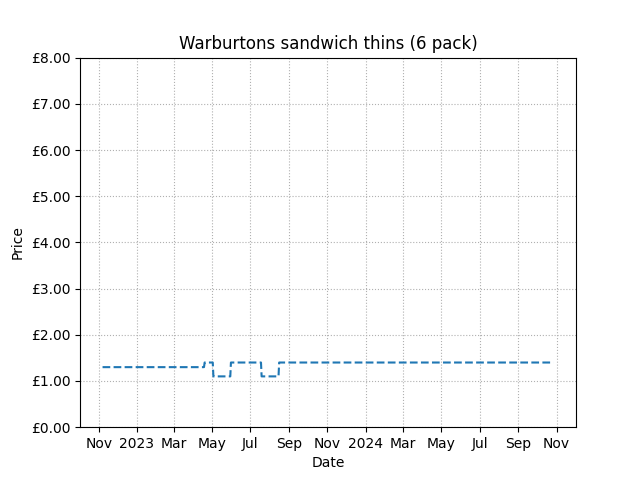 Warburtons sandwich thins (6 pack)
£8.00
£7.00
£6.00
£5.00
£4.00
£3.00
£2.00
£1.00
£0.00
Price
Nov 2023 Mar May Jul Sep Nov 2024 Mar May Jul Sep Nov
Date